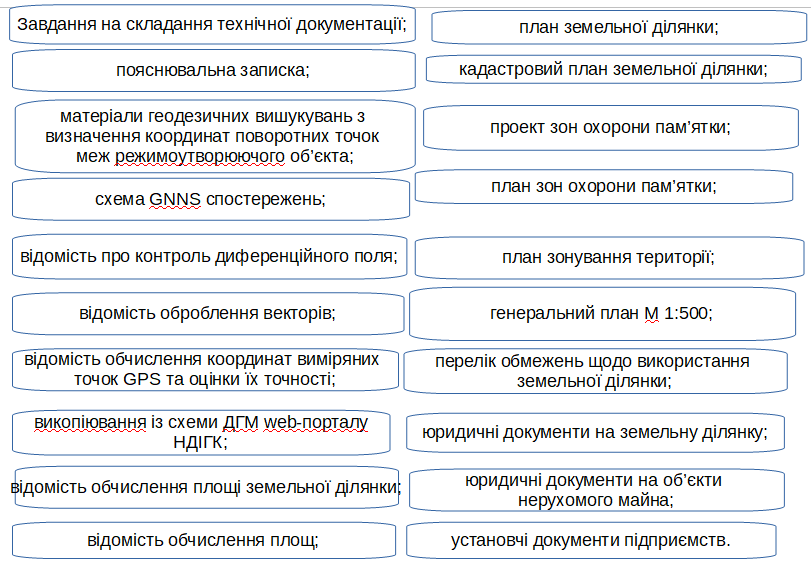 Завдання на складання технічної документації;
пояснювальна записка;
матеріали геодезичних вишукувань з
визначення координат поворотних точок
меж режимоутворюючого об’єкта;
схема GNNS спостережень;
відомість про контроль диференційного поля;
відомість оброблення векторів;
відомість обчислення координат виміряних
точок GPS та оцінки їх точності;
викопіювання із схеми ДГМ web-порталу
НДІГК;
відомість обчислення площі земельної ділянки;
відомість обчислення площ;
план земельної ділянки;
кадастровий план земельної ділянки;
проект зон охорони пам’ятки;
план зон охорони пам’ятки;
план зонування території;
генеральний план М 1:500;
перелік обмежень щодо використання
земельної ділянки;
юридичні документи на земельну ділянку;
юридичні документи на об’єкти
нерухомого майна;
установчі документи підприємств.